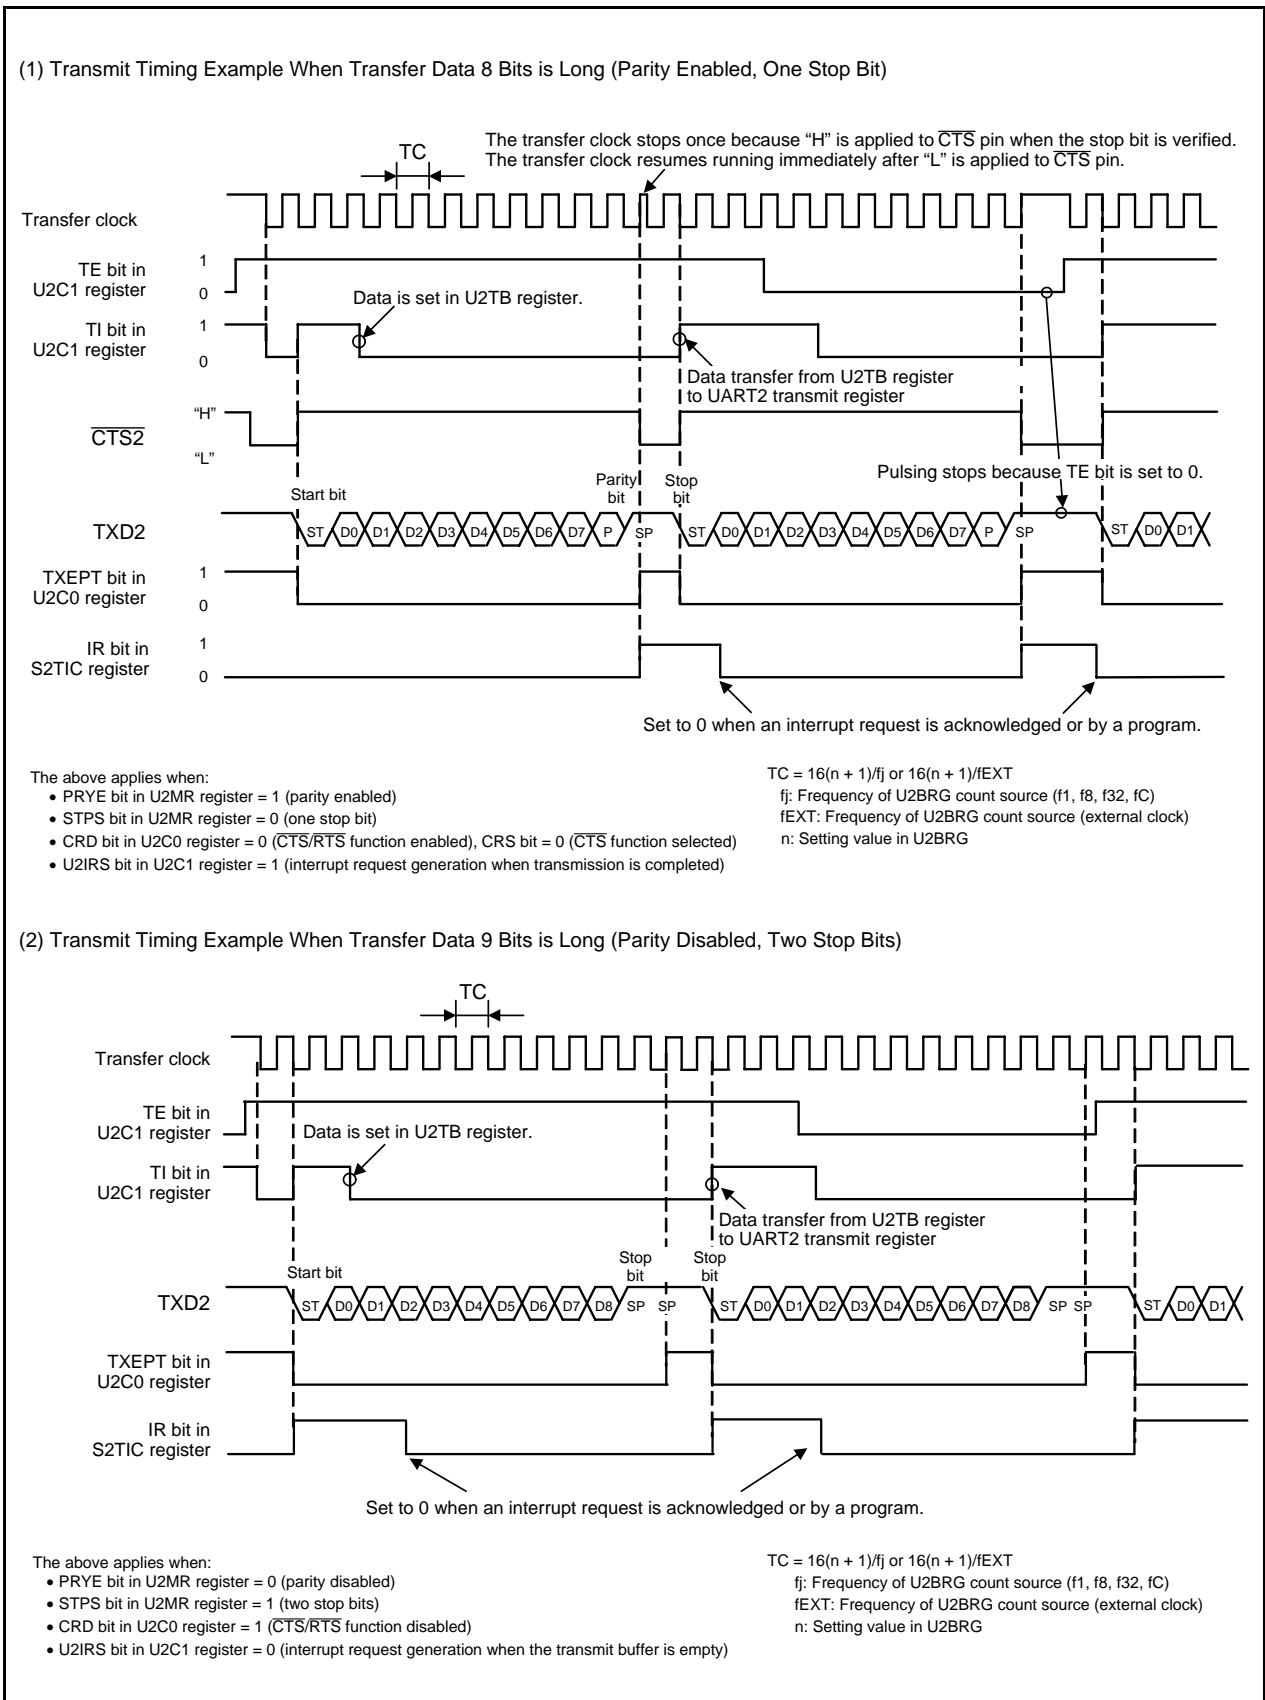 (1) Transmit Timing Example When Transfer Data 8 Bits is Long (Parity Enabled, One Stop Bit)
The transfer clock stops once because “H” is applied to CTS pin when the stop bit is verified.
The transfer clock resumes running immediately after “L” is applied to CTS pin.
TC
Transfer clock
TE bit in
U2C1 register
1
0
Data is set in U2TB register.
TI bit in
U2C1 register
1
0
Data transfer from U2TB register
to UART2 transmit register
“H”
CTS2
“L”
Pulsing stops because TE bit is set to 0.
Start bit
Parity
bit
Stop
bit
TXD2
ST D0 D1 D2 D3 D4 D5 D6 D7 P SP ST D0 D1 D2 D3 D4 D5 D6 D7 P SP ST D0 D1
TXEPT bit in
U2C0 register
1
0
IR bit in
S2TIC register
1
0
Set to 0 when an interrupt request is acknowledged or by a program.
The above applies when:
• PRYE bit in U2MR register = 1 (parity enabled)
• STPS bit in U2MR register = 0 (one stop bit)
• CRD bit in U2C0 register = 0 (CTS/RTS function enabled), CRS bit = 0 (CTS function selected)
• U2IRS bit in U2C1 register = 1 (interrupt request generation when transmission is completed)
TC = 16(n + 1)/fj or 16(n + 1)/fEXT
fj: Frequency of U2BRG count source (f1, f8, f32, fC)
fEXT: Frequency of U2BRG count source (external clock)
n: Setting value in U2BRG
(2) Transmit Timing Example When Transfer Data 9 Bits is Long (Parity Disabled, Two Stop Bits)
TC
Transfer clock
TE bit in
U2C1 register
Data is set in U2TB register.
TI bit in
U2C1 register
Data transfer from U2TB register
to UART2 transmit register
Start bit
Stop
bit
Stop
bit
TXD2
ST D0 D1 D2 D3 D4 D5 D6 D7 D8 SP SP ST D0 D1 D2 D3 D4 D5 D6 D7 D8 SP SP ST D0 D1
TXEPT bit in
U2C0 register
IR bit in
S2TIC register
Set to 0 when an interrupt request is acknowledged or by a program.
The above applies when:
• PRYE bit in U2MR register = 0 (parity disabled)
• STPS bit in U2MR register = 1 (two stop bits)
• CRD bit in U2C0 register = 1 (CTS/RTS function disabled)
• U2IRS bit in U2C1 register = 0 (interrupt request generation when the transmit buffer is empty)
TC = 16(n + 1)/fj or 16(n + 1)/fEXT
fj: Frequency of U2BRG count source (f1, f8, f32, fC)
fEXT: Frequency of U2BRG count source (external clock)
n: Setting value in U2BRG